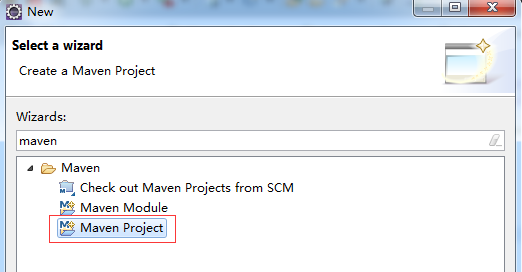 New
Select a wizard
Create a Maven Project
Wizards:
maven
Maven
Check out Maven Projects from SCM
Maven Module
Maven Project